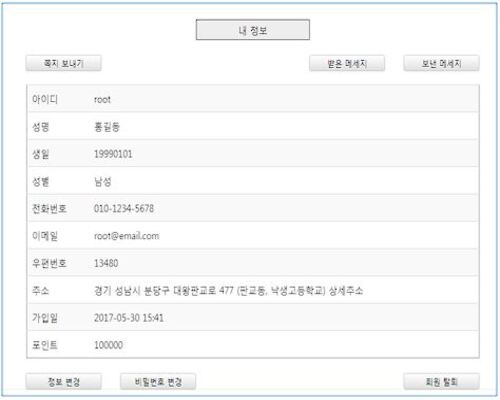 내 정보
쪽지 보내기 받은 메세지 보낸 메세지
아이디 root
성명 홍길동
생일 19990101
성별 남성
전화번호 010-1234-5678
이메일 root@email.com
우편번호 13480
주소 경기 성남시 분당구 대왕판교로 477 (판교동, 낙생고등학교) 상세주소
가입일 2017-05-30 15:41
포인트 100000
정보 변경 비밀번호 변경 회원 탈회